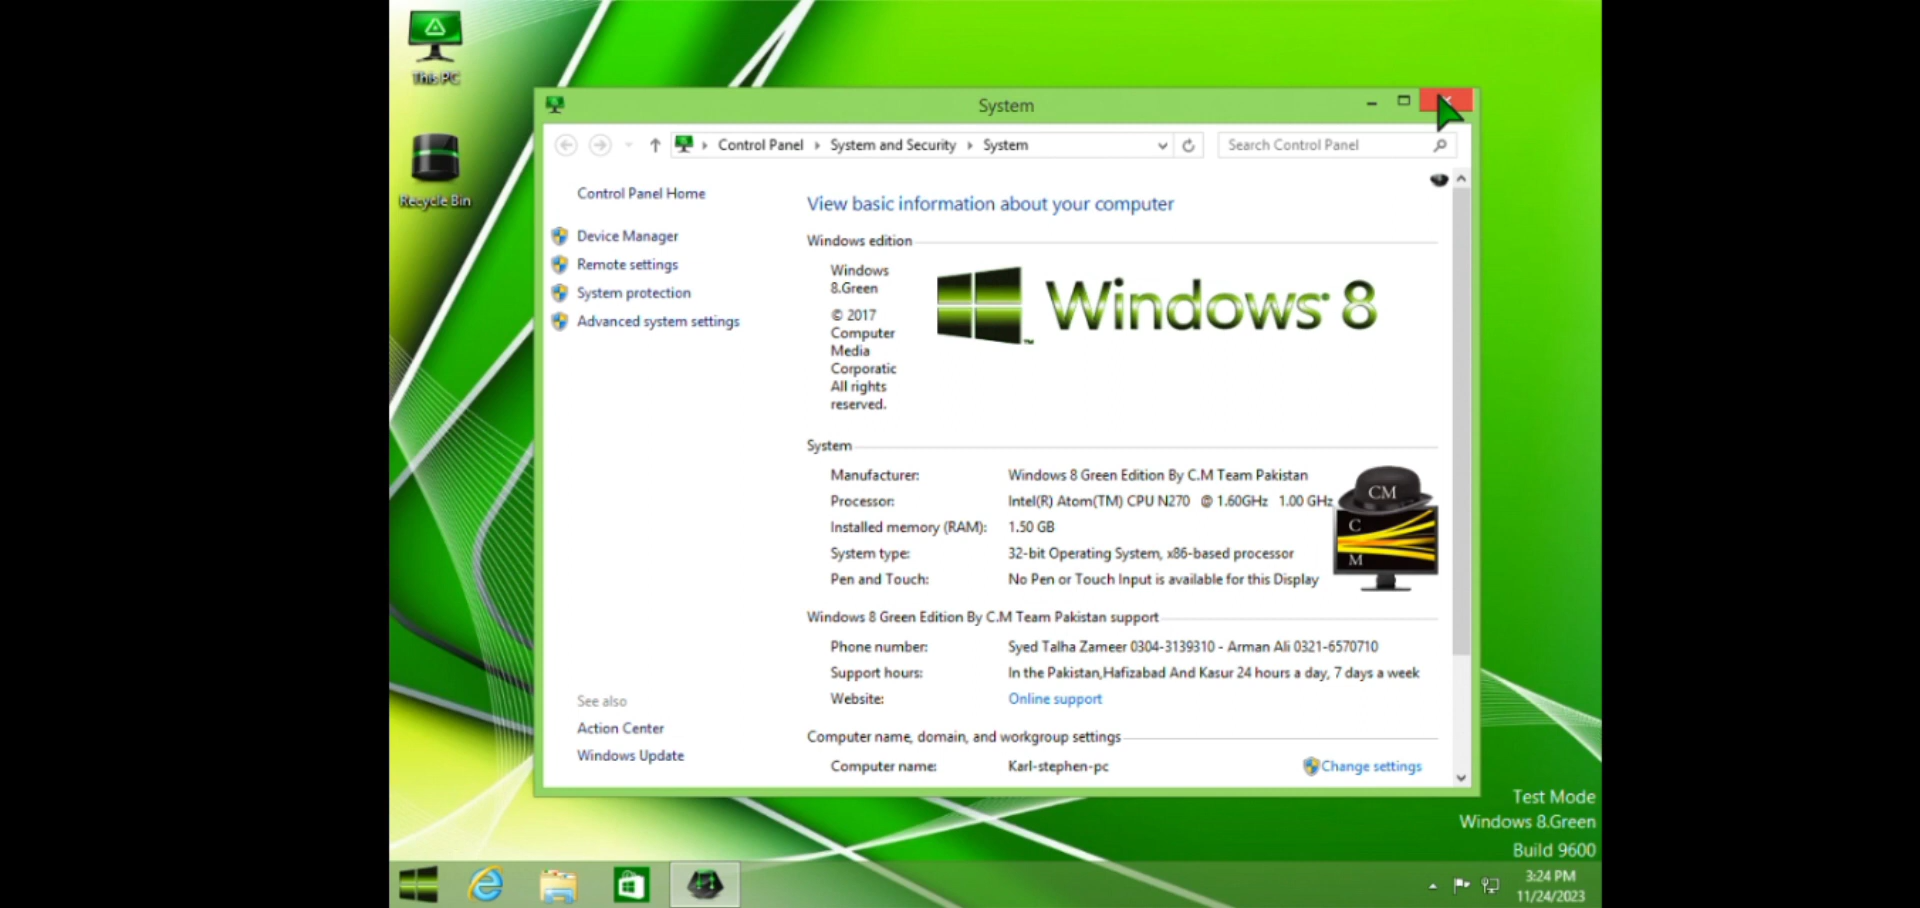 This PC
Recycle Bin
System
Control Panel
System and Security
System
Search Control Panel
Control Panel Home
Device Manager
Remote settings
System protection
Advanced system settings
See also
Action Center
Windows Update
View basic information about your computer
Windows edition
Windows
8.Green
© 2017
Computer
Media
Corporatic
All rights
reserved.
Windows 8
System
Manufacturer: Windows 8 Green Edition By C.M Team Pakistan
Processor: Intel(R) Atom(TM) CPU N270 @ 1.60GHz 1.00 GHz
Installed memory (RAM): 1.50 GB
System type: 32-bit Operating System, x86-based processor
Pen and Touch: No Pen or Touch Input is available for this Display
CM
C
M
Windows 8 Green Edition By C.M Team Pakistan support
Phone number: Syed Talha Zameer 0304-3139310 - Arman Ali 0321-6570710
Support hours: In the Pakistan,Hafizabad And Kasur 24 hours a day, 7 days a week
Website: Online support
Computer name, domain, and workgroup settings
Computer name: Karl-stephen-pc
Change settings
Test Mode
Windows 8.Green
Build 9600
3:24 PM
11/24/2023